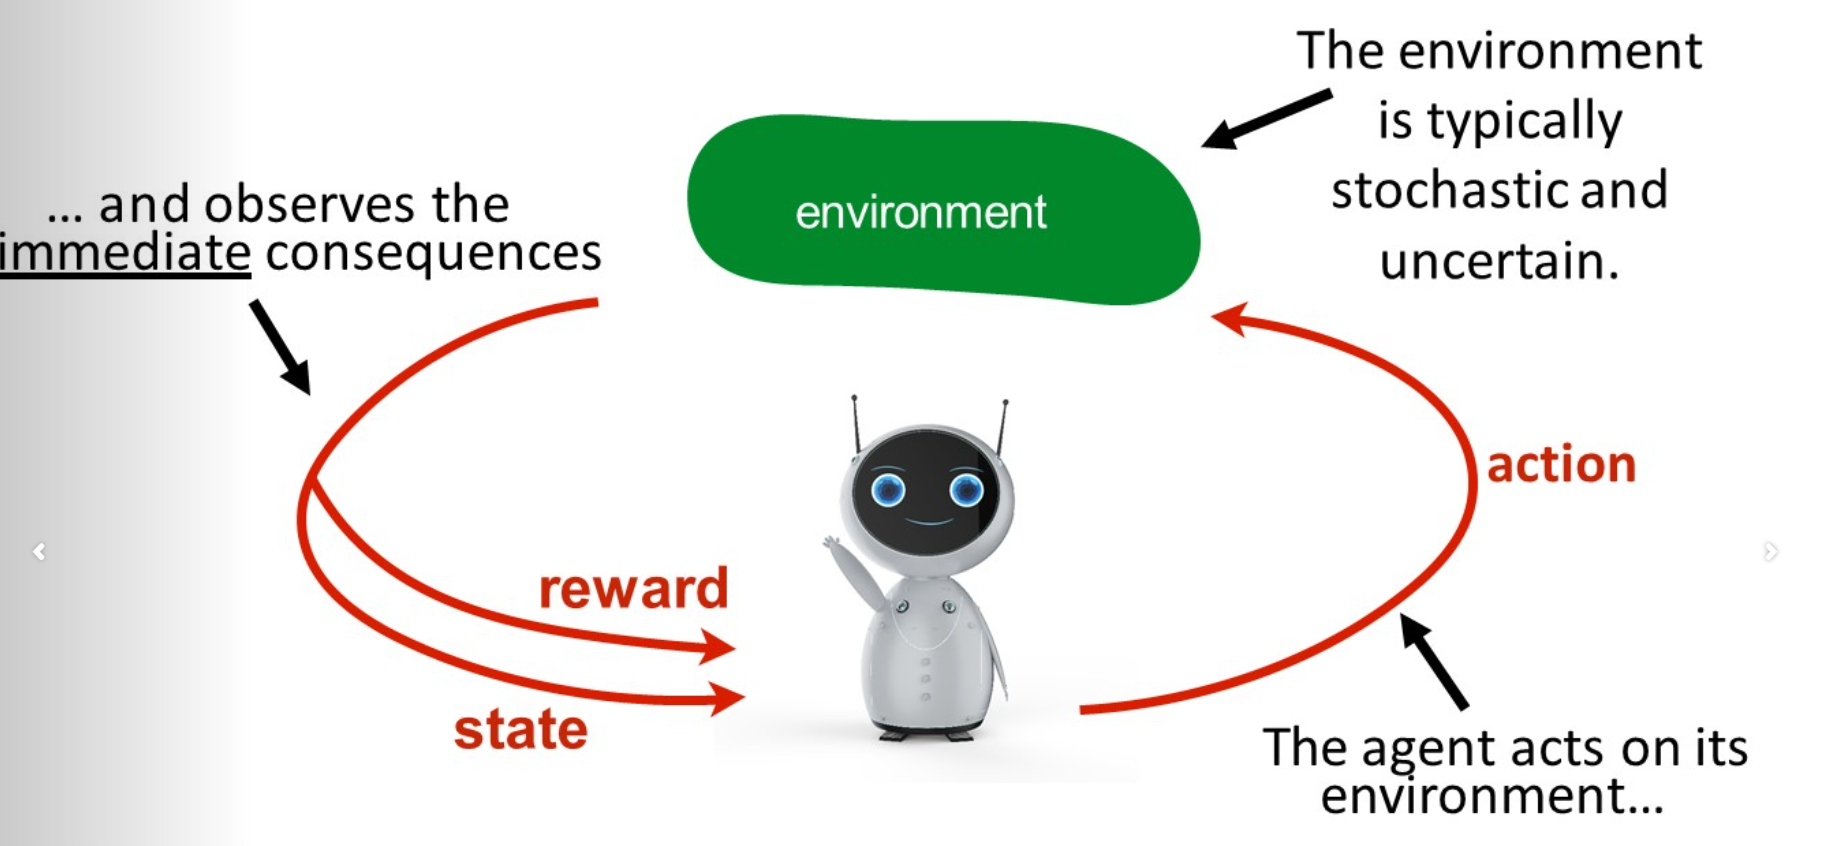 The environment
is typically
stochastic and
uncertain.
environment
... and observes the
immediate consequences
action
reward
state
The agent acts on its
environment...